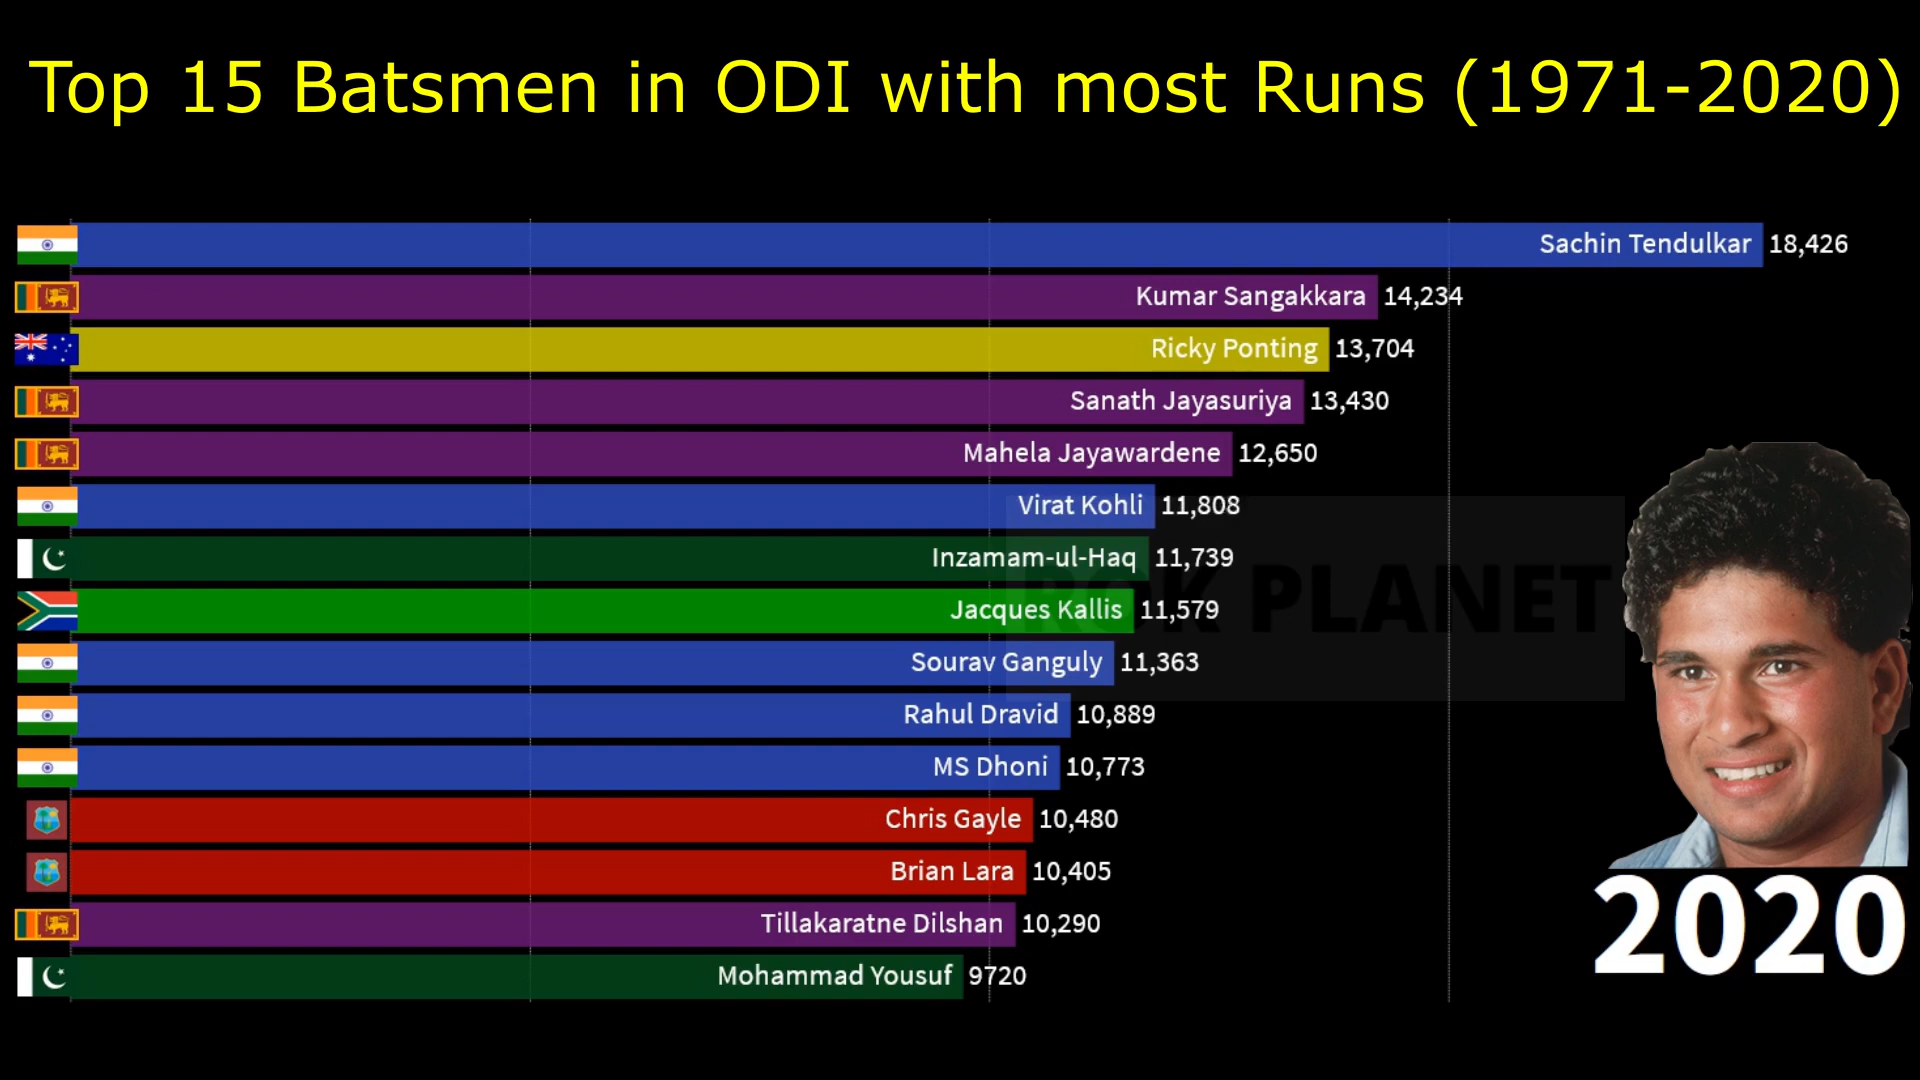 Top 15 Batsmen in ODI with most Runs (1971-2020)
Sachin Tendulkar 18,426
Kumar Sangakkara 14,234
Ricky Ponting 13,704
Sanath Jayasuriya 13,430
Mahela Jayawardene 12,650
Virat Kohli 11,808
Inzamam-ul-Haq 11,739
RCK PLANET
Jacques Kallis 11,579
Sourav Ganguly 11,363
Rahul Dravid 10,889
MS Dhoni 10,773
Chris Gayle 10,480
Brian Lara 10,405
Tillakaratne Dilshan 10,290
Mohammad Yousuf 9720
2020